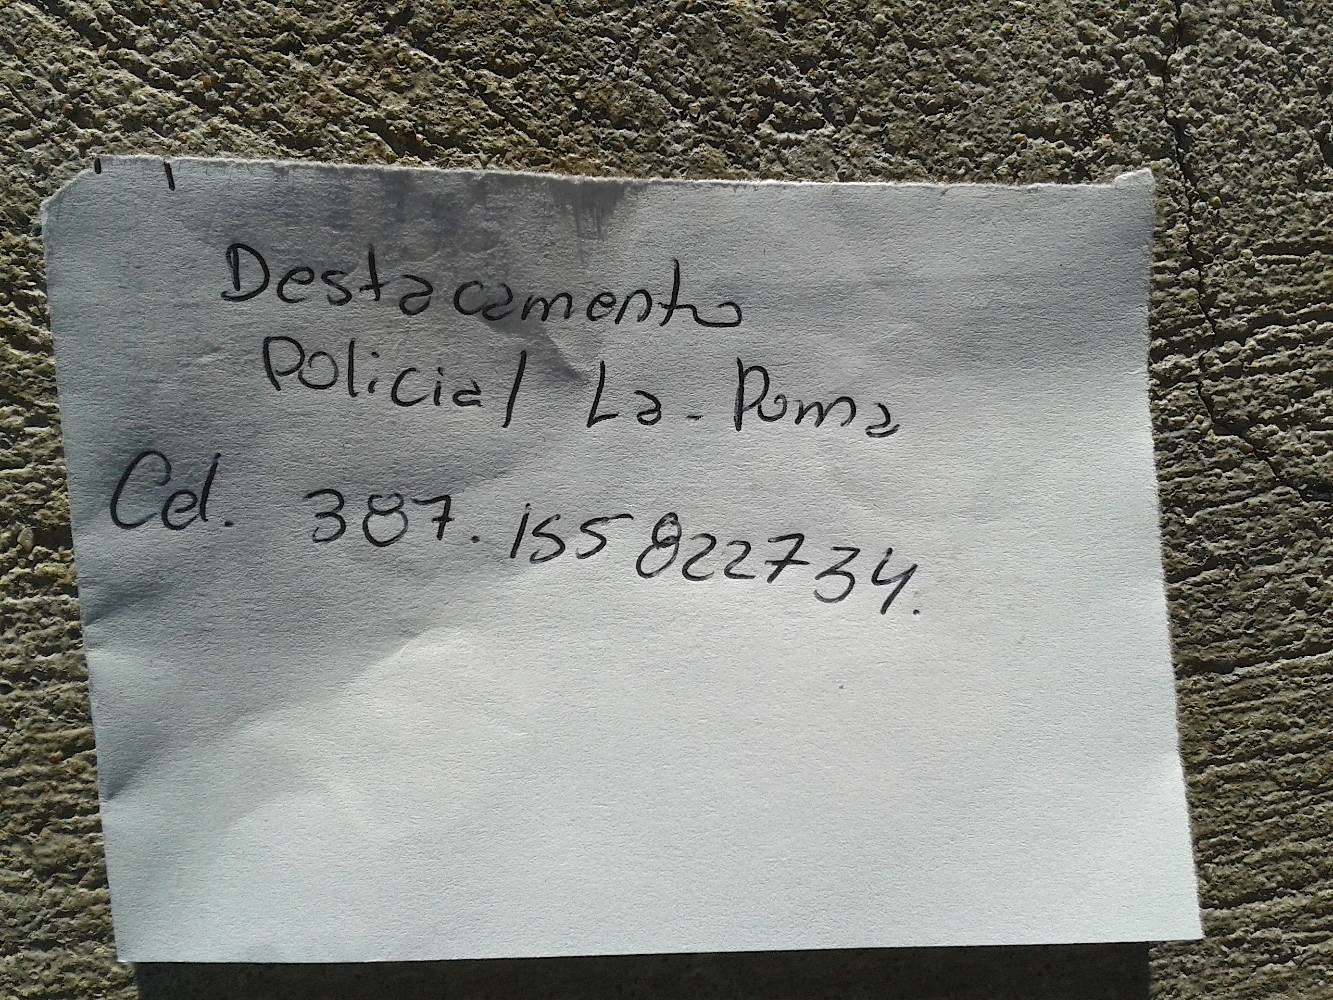 Destacamento
Policial La-Poma
Cel. 387.155822734.